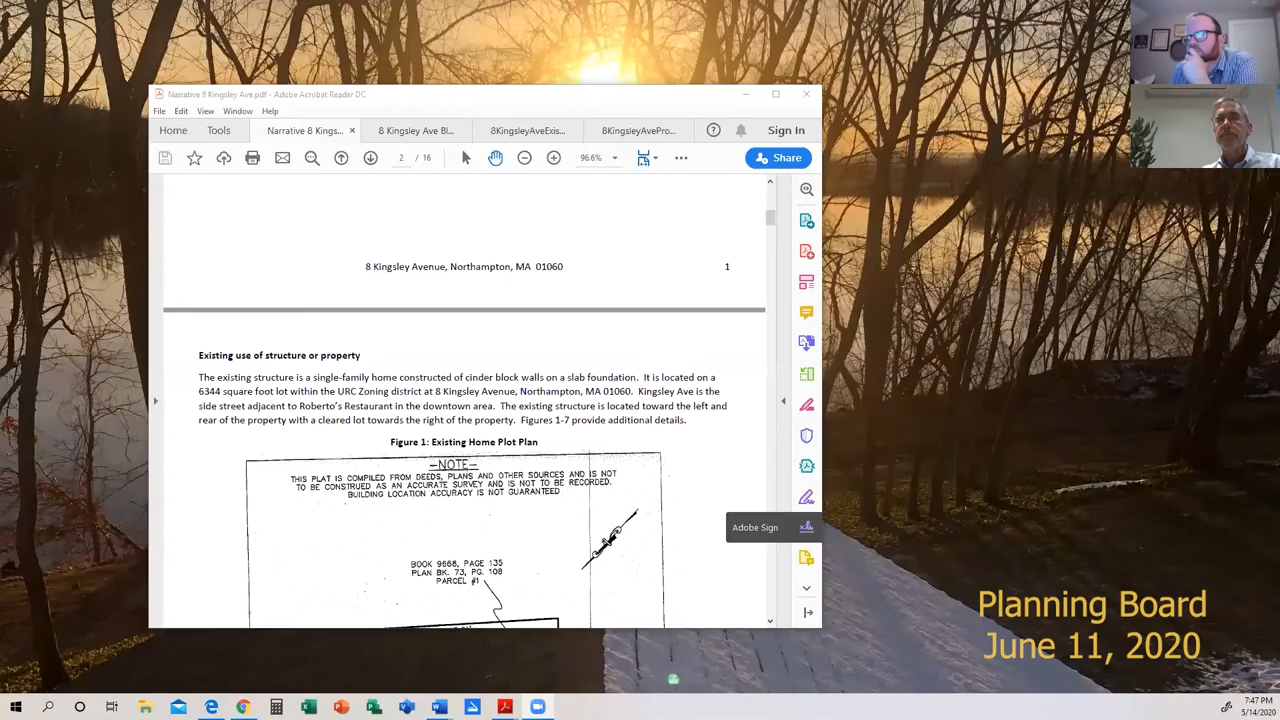 Narrative 8 Kingsley Ave.pdf - Adobe Acrobat Reader DC
File Edit View Window Help
Home Tools Narrative 8 Kings... × 8 Kingsley Ave Bl... 8KingsleyAveExis... 8KingsleyAvePro... Sign In
2 / 16 96.6% Share
8 Kingsley Avenue, Northampton, MA 01060 1
Existing use of structure or property
The existing structure is a single-family home constructed of cinder block walls on a slab foundation. It is located on a
6344 square foot lot within the URC Zoning district at 8 Kingsley Avenue, Northampton, MA 01060. Kingsley Ave is the
side street adjacent to Roberto's Restaurant in the downtown area. The existing structure is located toward the left and
rear of the property with a cleared lot towards the right of the property. Figures 1-7 provide additional details.
Figure 1: Existing Home Plot Plan
—NOTE—
THIS PLAT IS COMPILED FROM DEEDS, PLANS AND OTHER SOURCES AND IS NOT
TO BE CONSTRUED AS AN ACCURATE SURVEY AND IS NOT TO BE RECORDED.
BUILDING LOCATION ACCURACY IS NOT GUARANTEED
Adobe Sign
BOOK 9668, PAGE 135
PLAN BK. 73, PG. 108
PARCEL #1
Planning Board
June 11, 2020
7:47 PM
5/14/2020